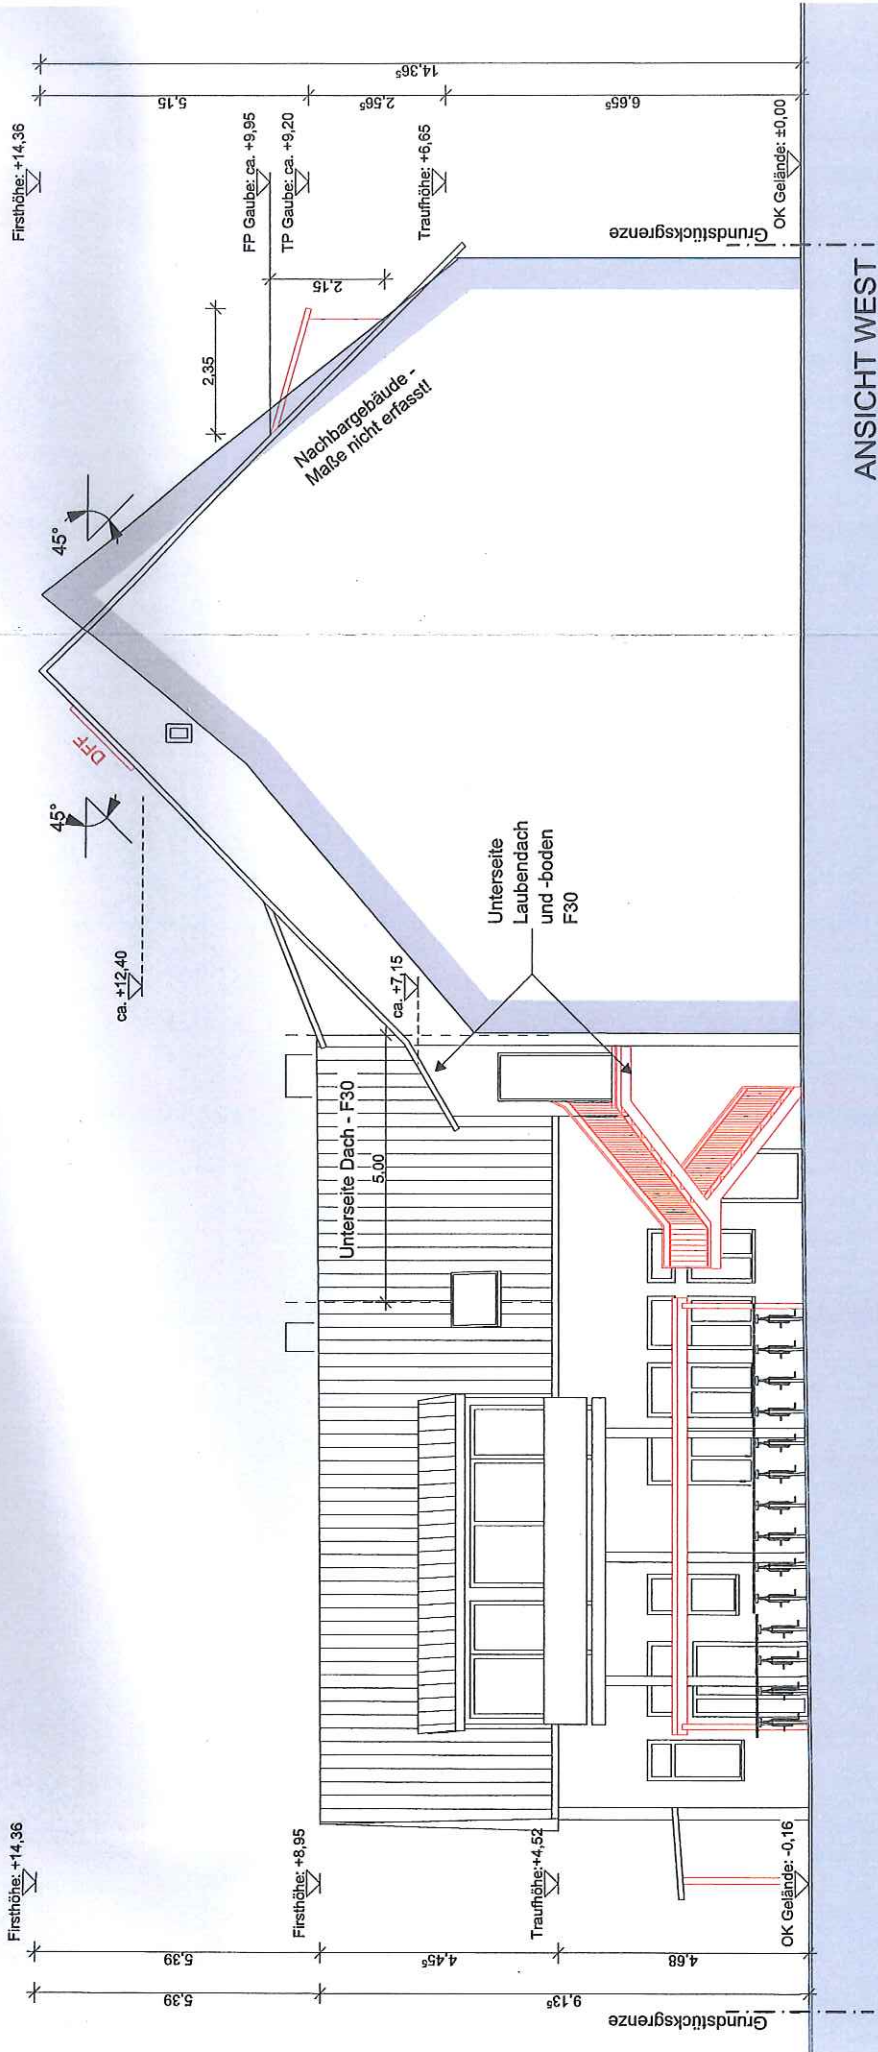 Firsthöhe: +14,36
5,39
5,39
Firsthöhe: +8,95
4,45⁵
9,13⁵
Traufhöhe:+4,52
4,68
OK Gelände: -0,16
Grundstücksgrenze
Unterseite Dach - F30
5,00
ca. +12,40
ca. +7,15
45°
DFF
45°
Unterseite
Laubendach
und -boden
F30
Nachbargebäude -
Maße nicht erfasst!
2,35
2,15
Firsthöhe: +14,36
FP Gaube: ca. +9,95
TP Gaube: ca. +9,20
Traufhöhe: +6,65
OK Gelände: ±0,00
Grundstücksgrenze
5,15
2,56⁵
6,65⁵
14,36⁵
ANSICHT WEST